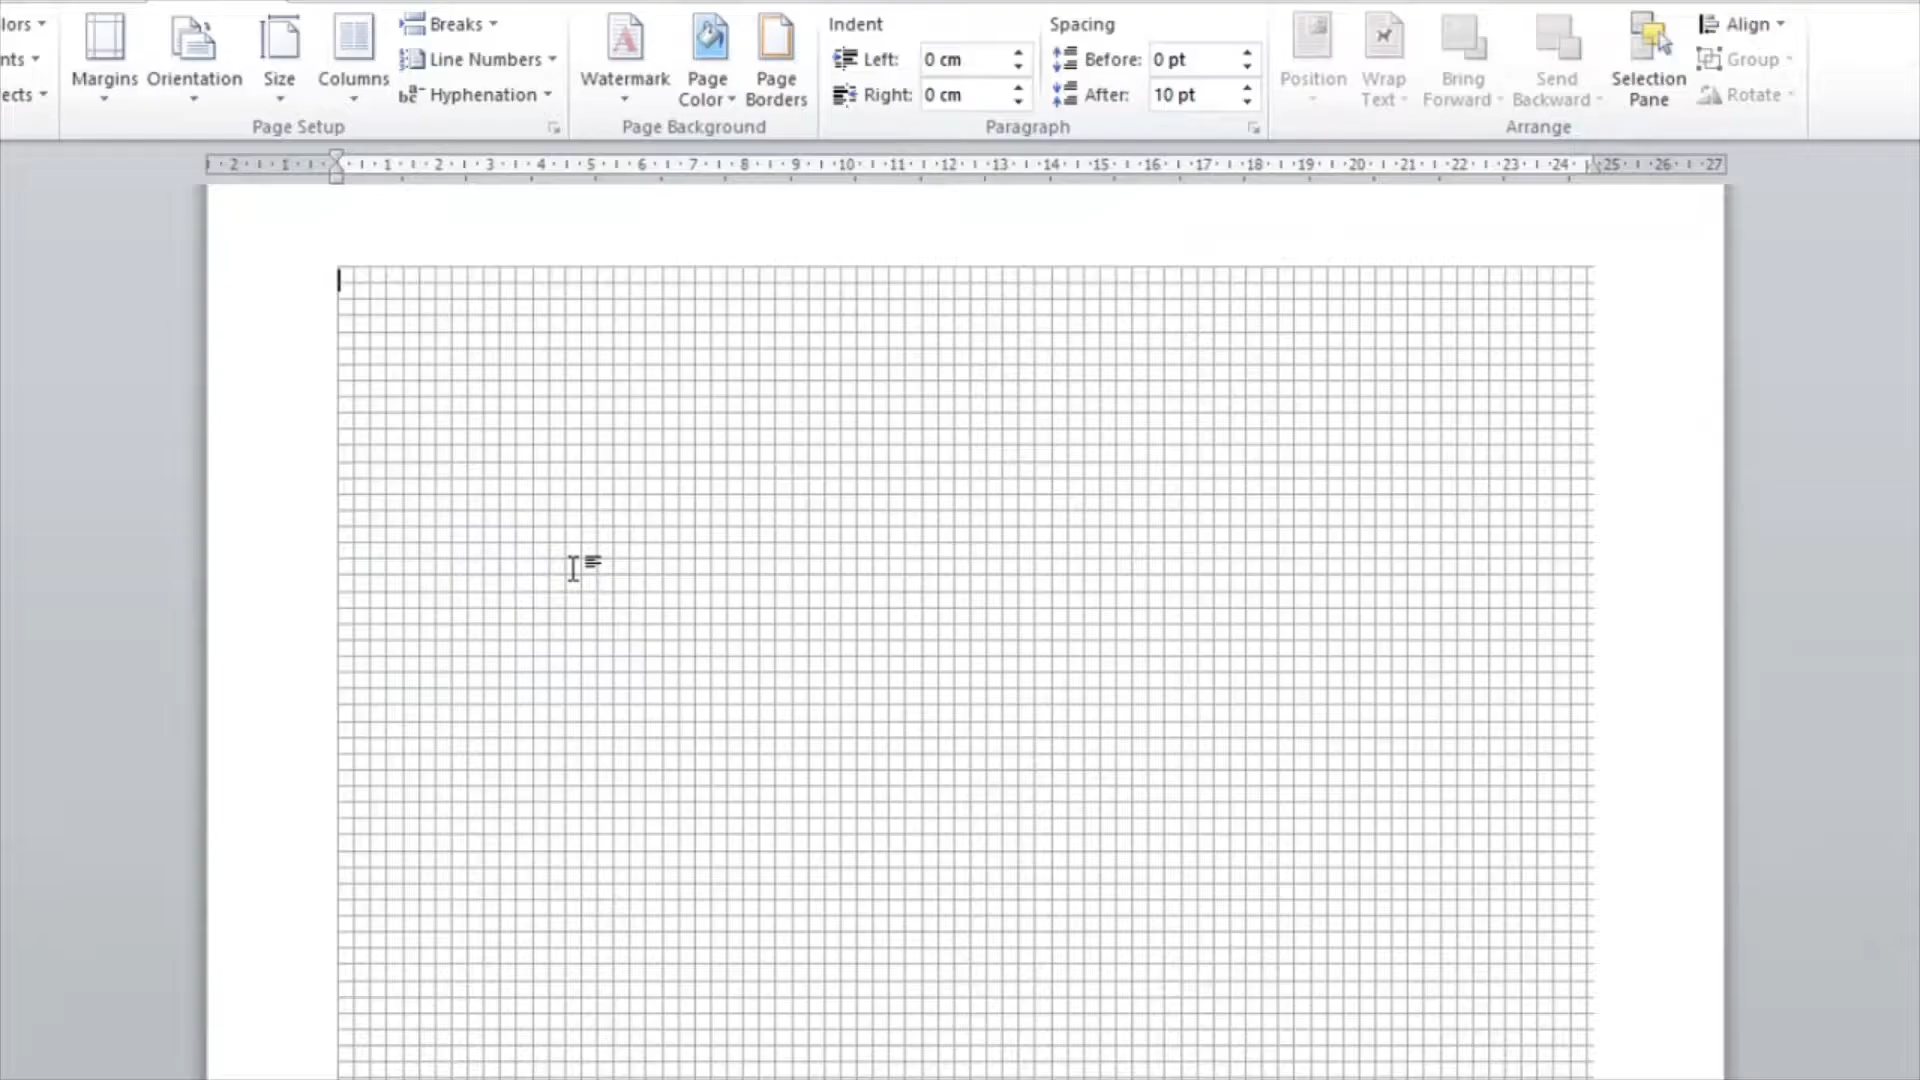 lors
Breaks
Indent
Spacing
Align
nts
Line Numbers
Left: 0 cm
Before: 0 pt
Group
Margins Orientation Size Columns
Watermark Page Color Page Borders
Position Wrap Text Bring Forward Send Backward Selection Pane
ects
Hyphenation
Right: 0 cm
After: 10 pt
Rotate
Page Setup
Page Background
Paragraph
Arrange
2 1 1 2 3 4 5 6 7 8 9 10 11 12 13 14 15 16 17 18 19 20 21 22 23 24 25 26 27